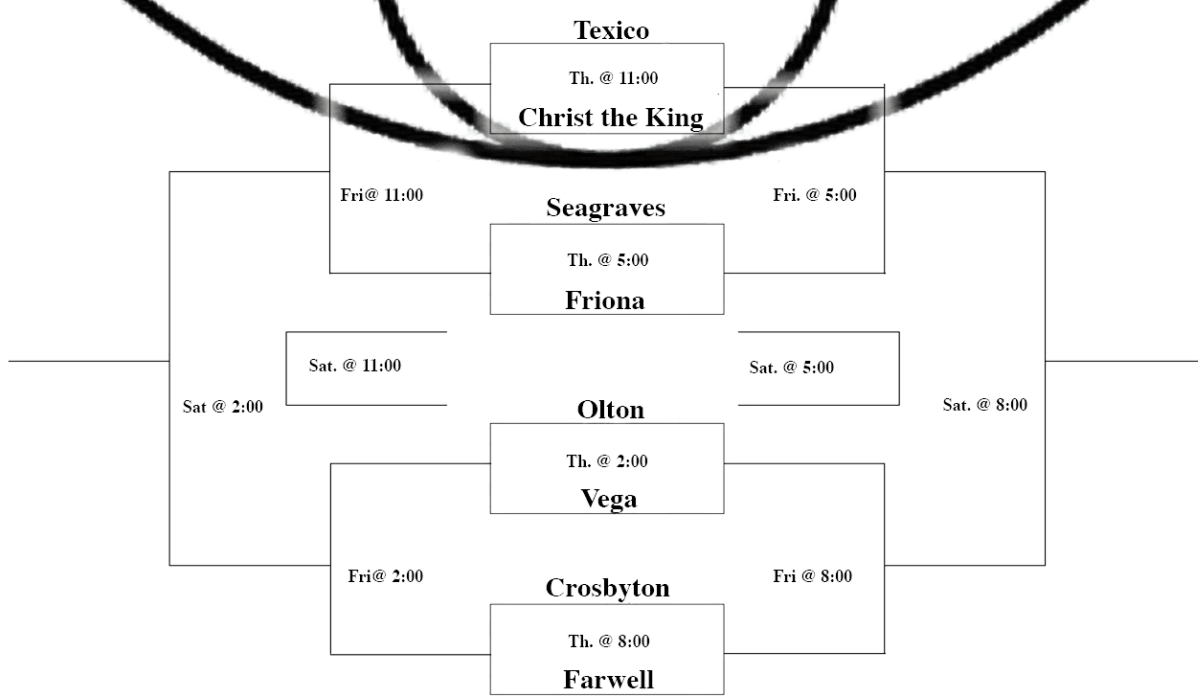 Texico
Th. @ 11:00
Christ the King
Fri@ 11:00
Fri. @ 5:00
Seagraves
Th. @ 5:00
Friona
Sat. @ 11:00
Sat. @ 5:00
Sat @ 2:00
Sat. @ 8:00
Olton
Th. @ 2:00
Vega
Fri@ 2:00
Fri @ 8:00
Crosbyton
Th. @ 8:00
Farwell